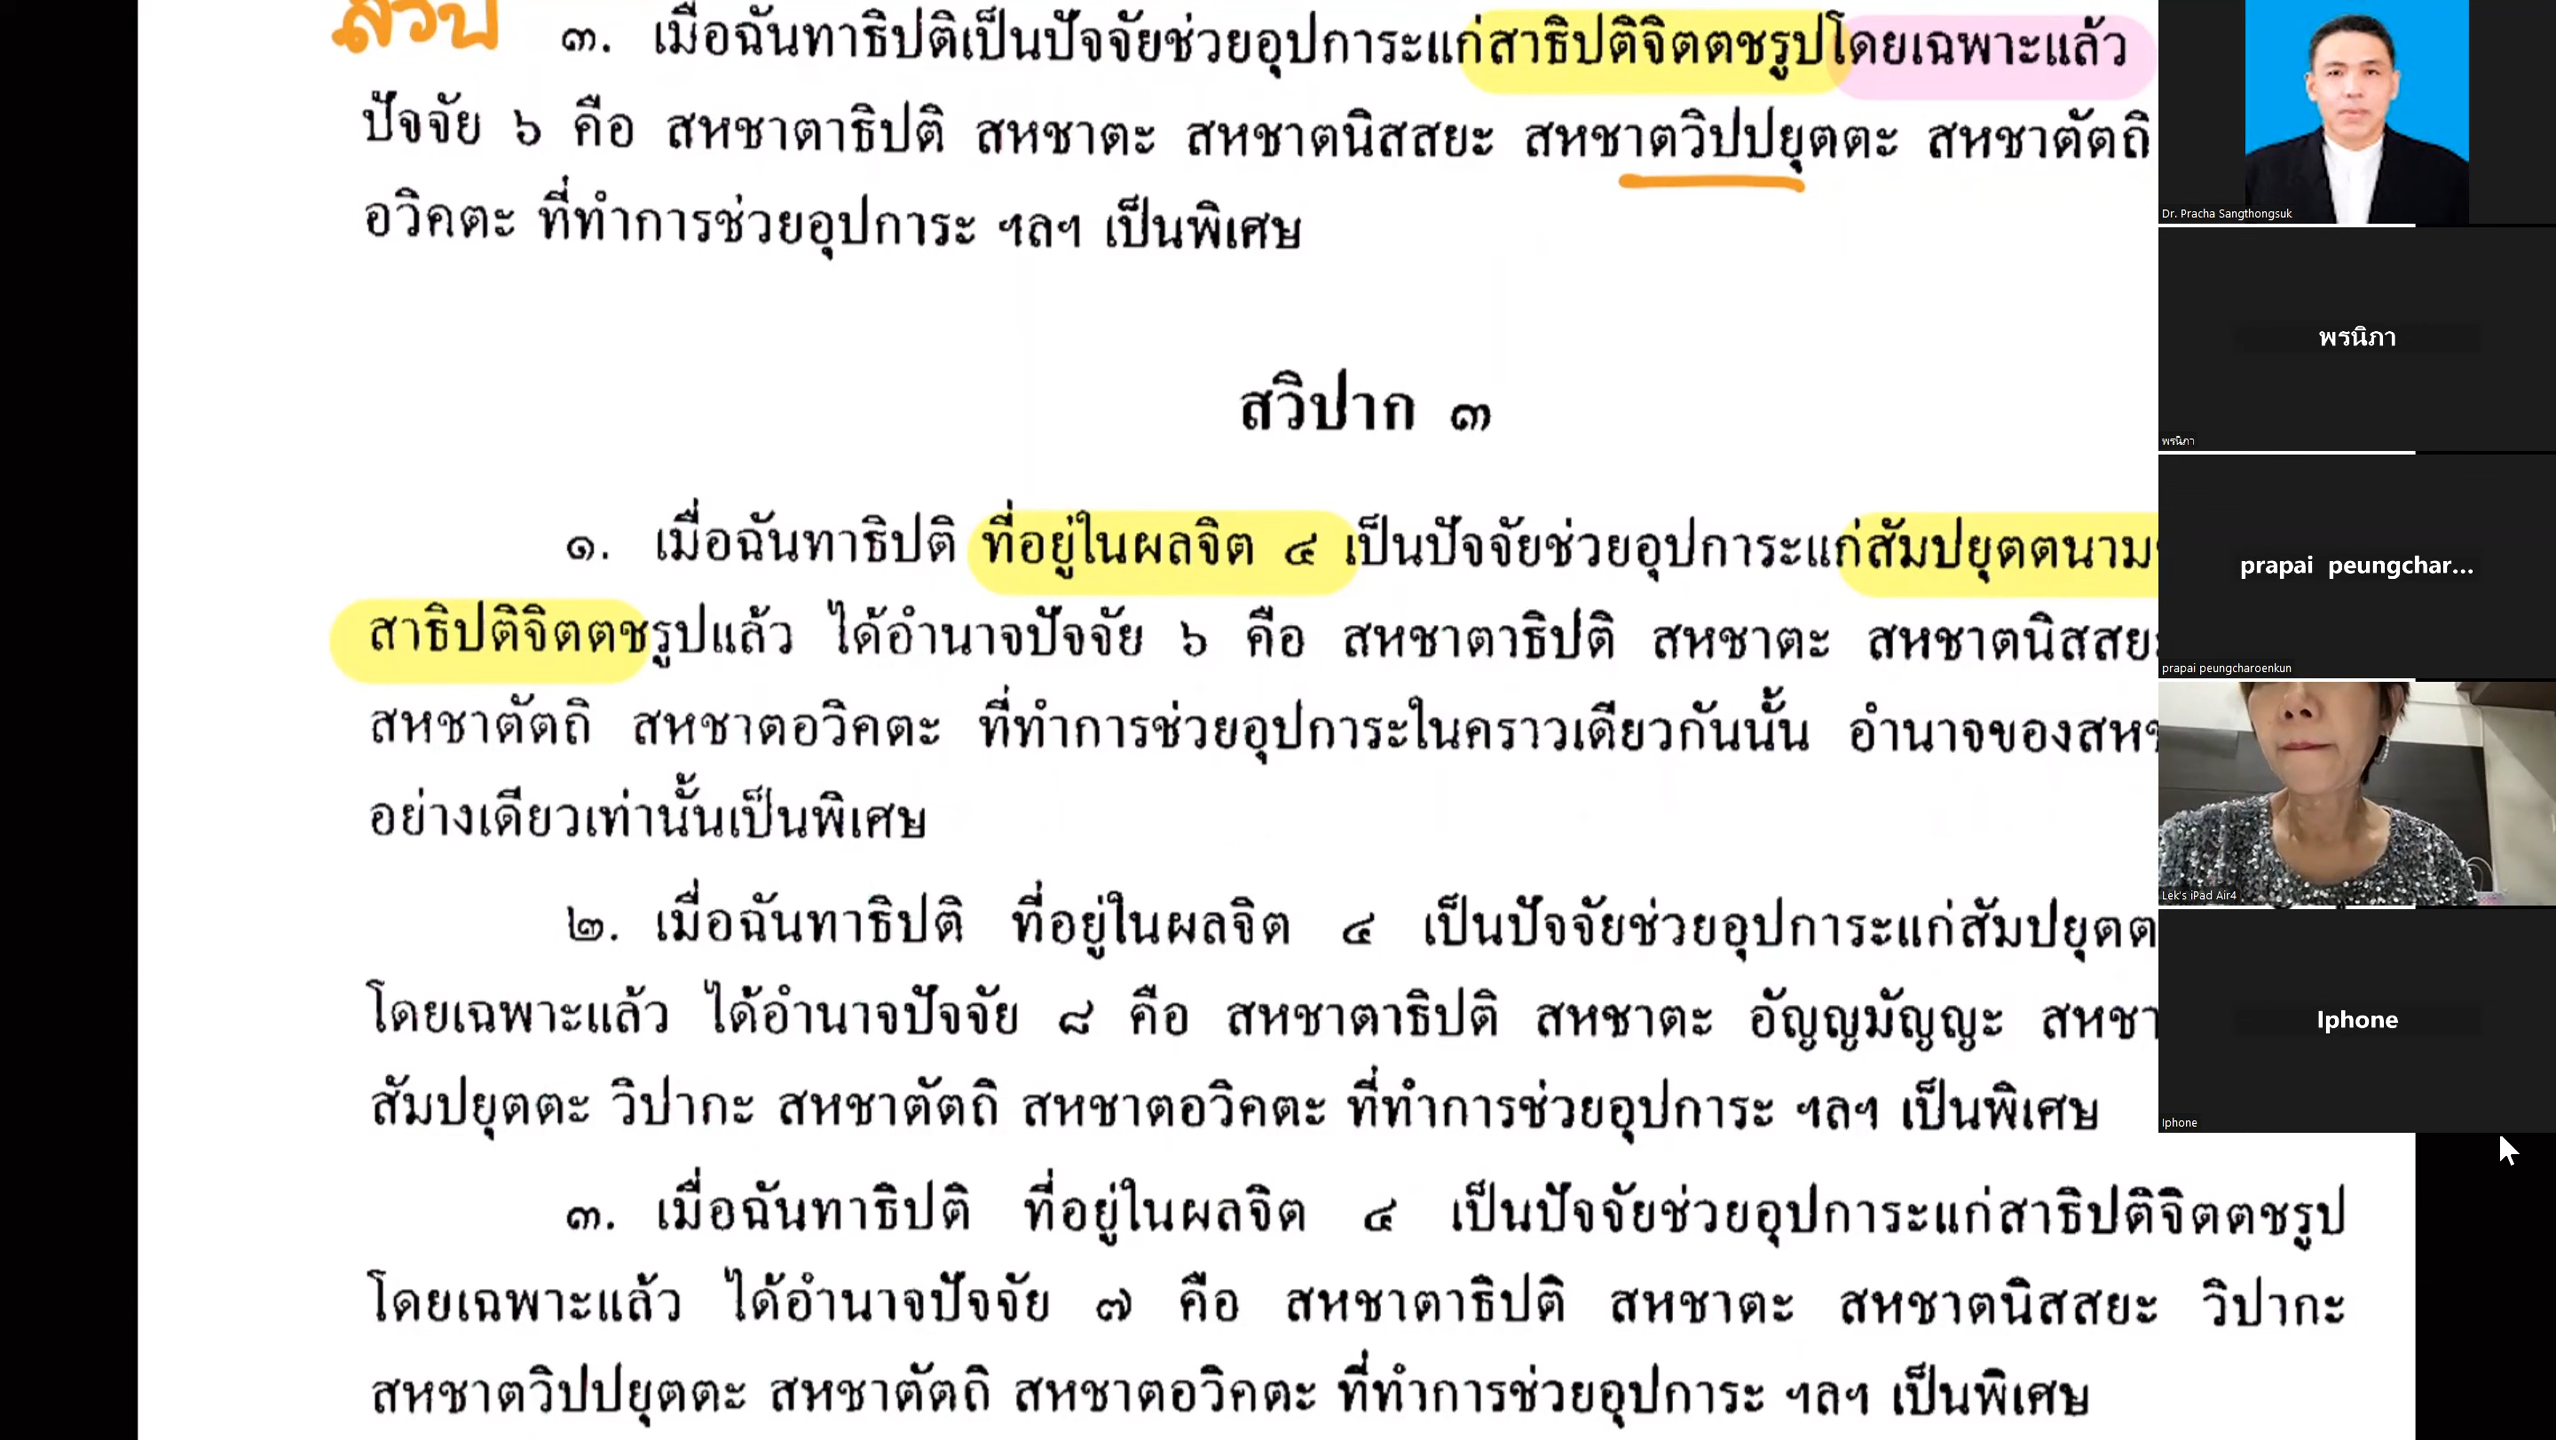 สวิป
๓. เมื่อฉันทาธิปติเป็นปัจจัยช่วยอุปการะแก่สาธิปติจิตตชรูปโดยเฉพาะแล้ว
ปัจจัย ๖ คือ สหชาตาธิปติ สหชาตะ สหชาตนิสสยะ สหชาตวิปปยุตตะ สหชาตัตถิ
อวิคตะ ที่ทำการช่วยอุปการะ ฯลฯ เป็นพิเศษ
สวิปาก ๓
๑. เมื่อฉันทาธิปติ ที่อยู่ในผลจิต ๔ เป็นปัจจัยช่วยอุปการะแก่สัมปยุตตนาม
สาธิปติจิตตชรูปแล้ว ได้อำนาจปัจจัย ๖ คือ สหชาตาธิปติ สหชาตะ สหชาตนิสสย
สหชาตัตถิ สหชาตอวิคตะ ที่ทำการช่วยอุปการะในคราวเดียวกันนั้น อำนาจของสห
อย่างเดียวเท่านั้นเป็นพิเศษ
๒. เมื่อฉันทาธิปติ ที่อยู่ในผลจิต ๔ เป็นปัจจัยช่วยอุปการะแก่สัมปยุตต
โดยเฉพาะแล้ว ได้อำนาจปัจจัย ๘ คือ สหชาตาธิปติ สหชาตะ อัญญมัญญะ สหชา
สัมปยุตตะ วิปากะ สหชาตัตถิ สหชาตอวิคตะ ที่ทำการช่วยอุปการะ ฯลฯ เป็นพิเศษ
๓. เมื่อฉันทาธิปติ ที่อยู่ในผลจิต ๔ เป็นปัจจัยช่วยอุปการะแก่สาธิปติจิตตชรูป
โดยเฉพาะแล้ว ได้อำนาจปัจจัย ๗ คือ สหชาตาธิปติ สหชาตะ สหชาตนิสสยะ วิปากะ
สหชาตวิปปยุตตะ สหชาตัตถิ สหชาตอวิคตะ ที่ทำการช่วยอุปการะ ฯลฯ เป็นพิเศษ
Dr. Pracha Sangthongsuk
พรนิภา
พรนิภา
prapai peungchar...
prapai peungcharoenkun
Lek's iPad Air4
Iphone
Iphone